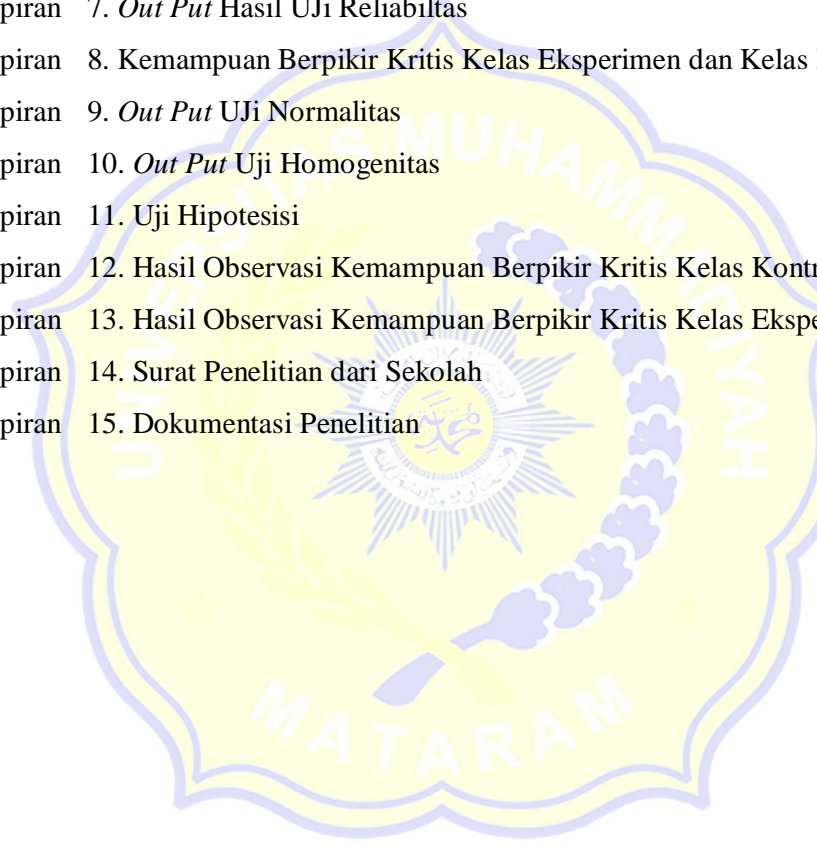 piran 7. Out Put Hasil UJi Reliabiltas
piran 8. Kemampuan Berpikir Kritis Kelas Eksperimen dan Kelas
piran 9. Out Put UJi Normalitas
piran 10. Out Put Uji Homogenitas
piran 11. Uji Hipotesisi
piran 12. Hasil Observasi Kemampuan Berpikir Kritis Kelas Kontr
piran 13. Hasil Observasi Kemampuan Berpikir Kritis Kelas Ekspe
piran 14. Surat Penelitian dari Sekolah
piran 15. Dokumentasi Penelitian
UNIVERSITAS MUHAMMADIYAH
MATARAM